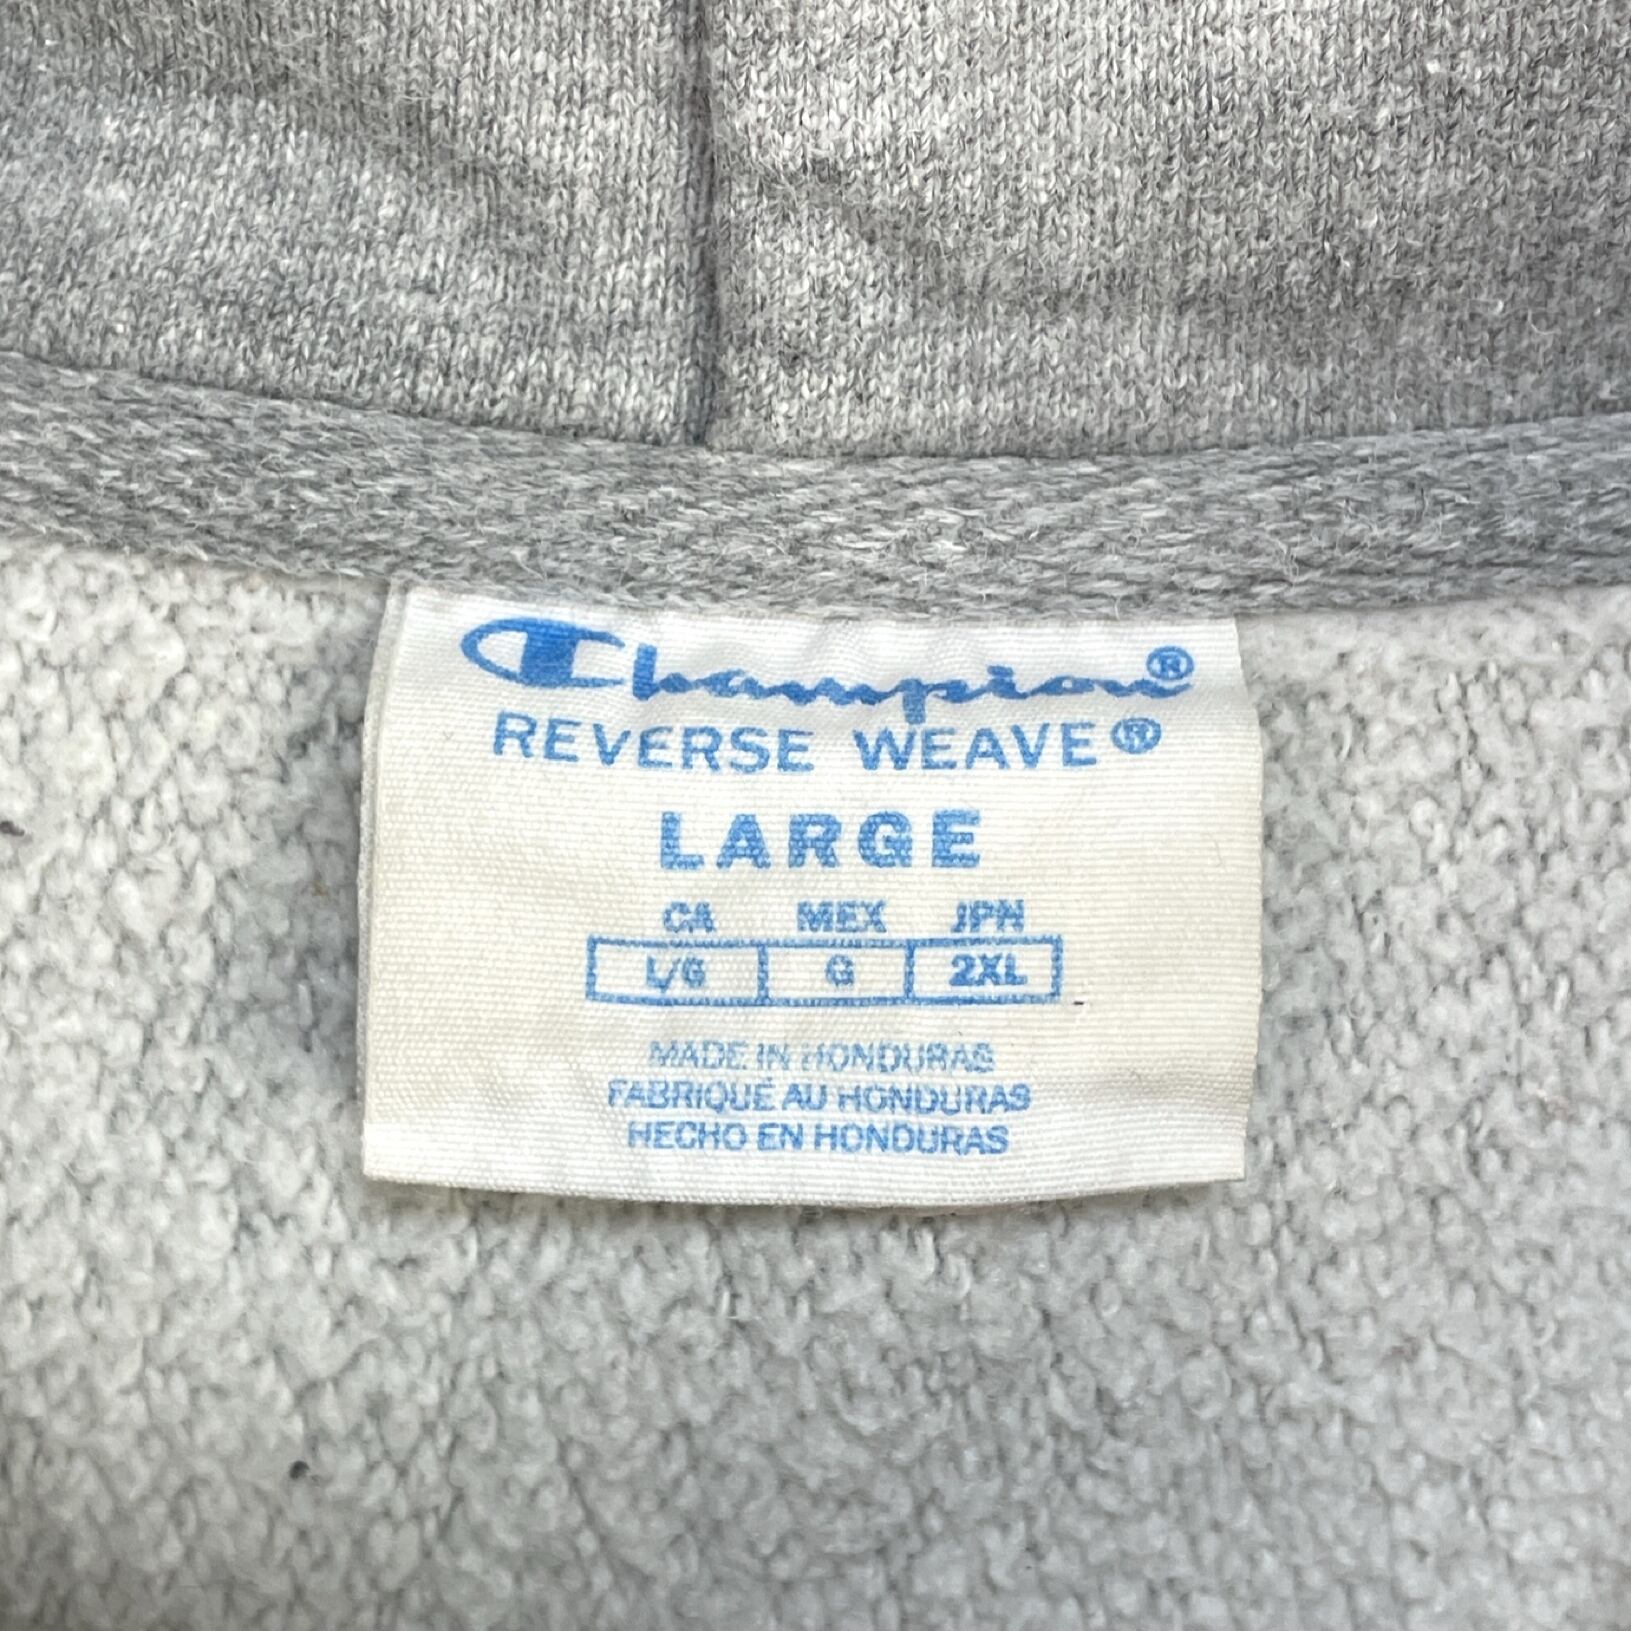 Champion®
REVERSE WEAVE®
LARGE
CA MEX JPN
L/G G 2XL
MADE IN HONDURAS
FABRIQUÉ AU HONDURAS
HECHO EN HONDURAS